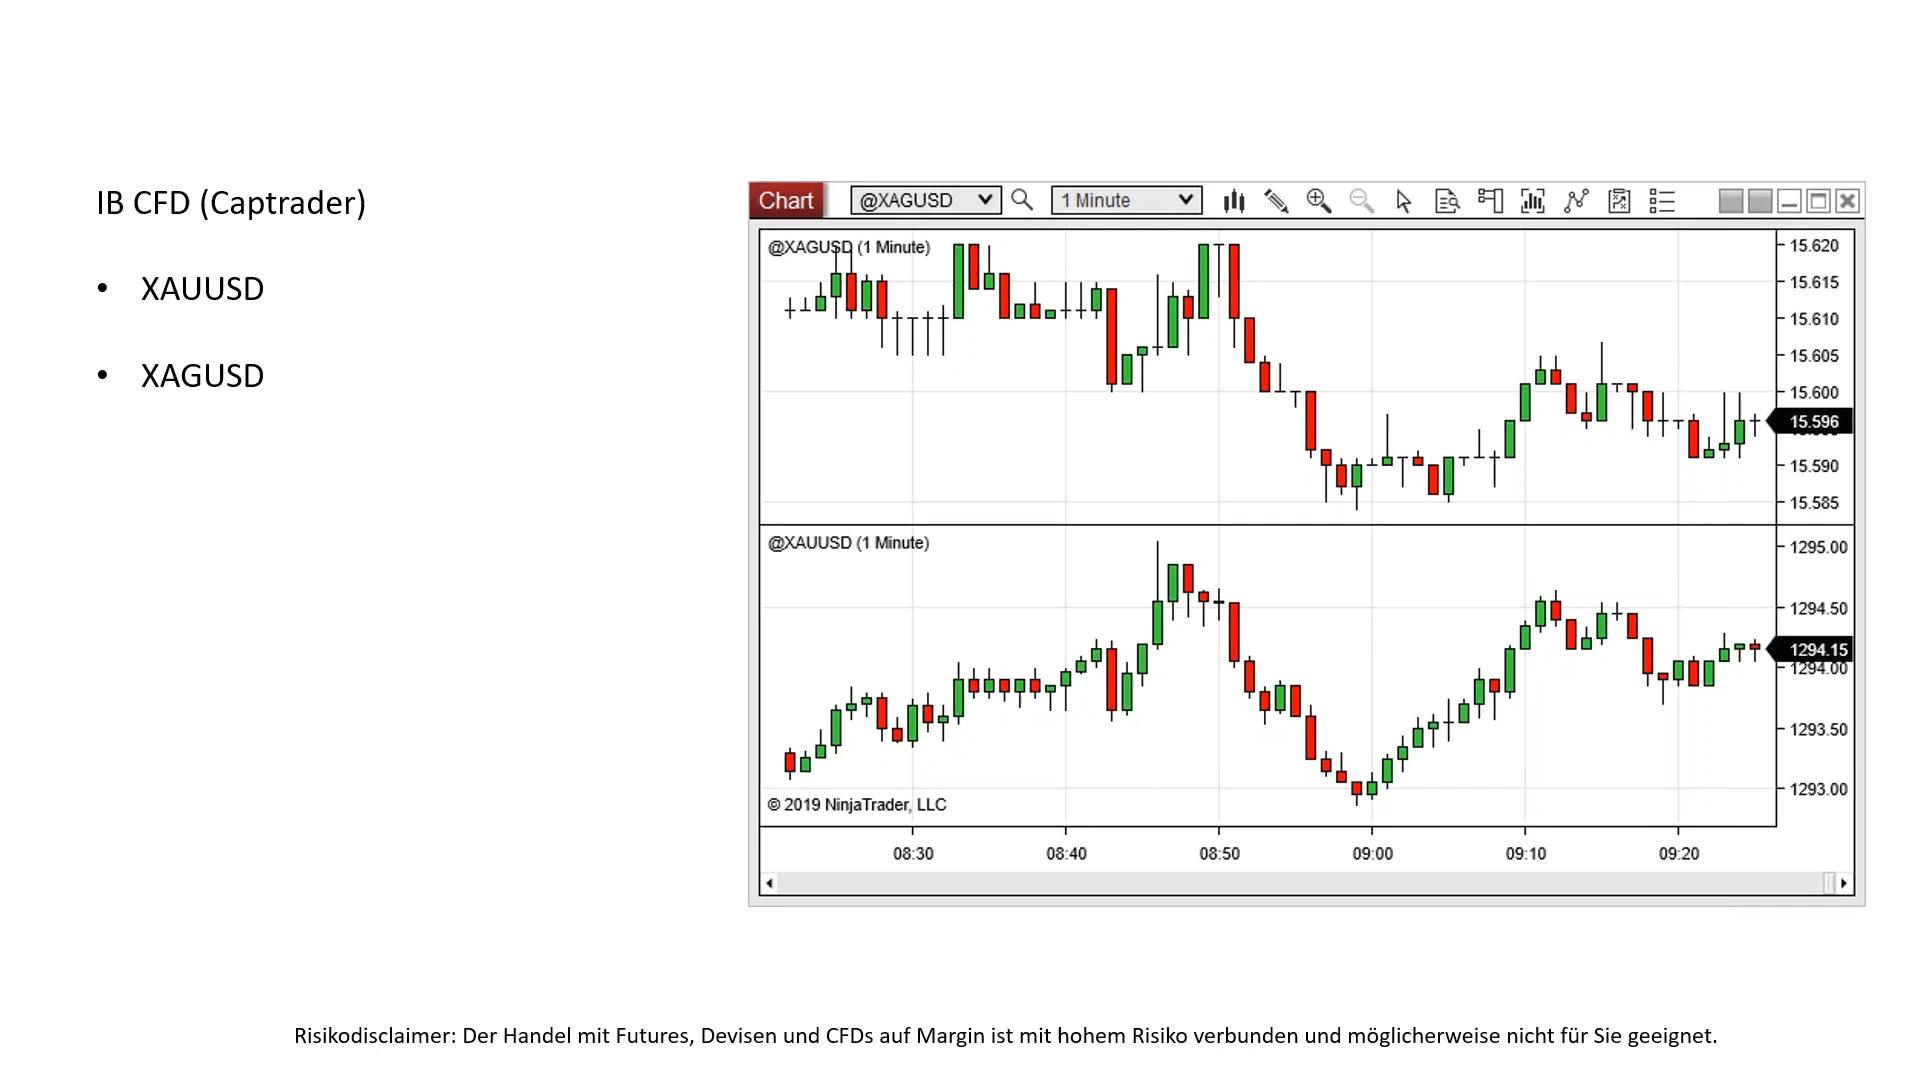 IB CFD (Captrader)
• XAUUSD
• XAGUSD
Chart
@XAGUSD
1 Minute
@XAGUSD (1 Minute)
15.620
15.615
15.610
15.605
15.600
15.596
15.590
15.585
@XAUUSD (1 Minute)
1295.00
1294.50
1294.15
1294.00
1293.50
1293.00
© 2019 NinjaTrader, LLC
08:30 08:40 08:50 09:00 09:10 09:20
Risikodisclaimer: Der Handel mit Futures, Devisen und CFDs auf Margin ist mit hohem Risiko verbunden und möglicherweise nicht für Sie geeignet.